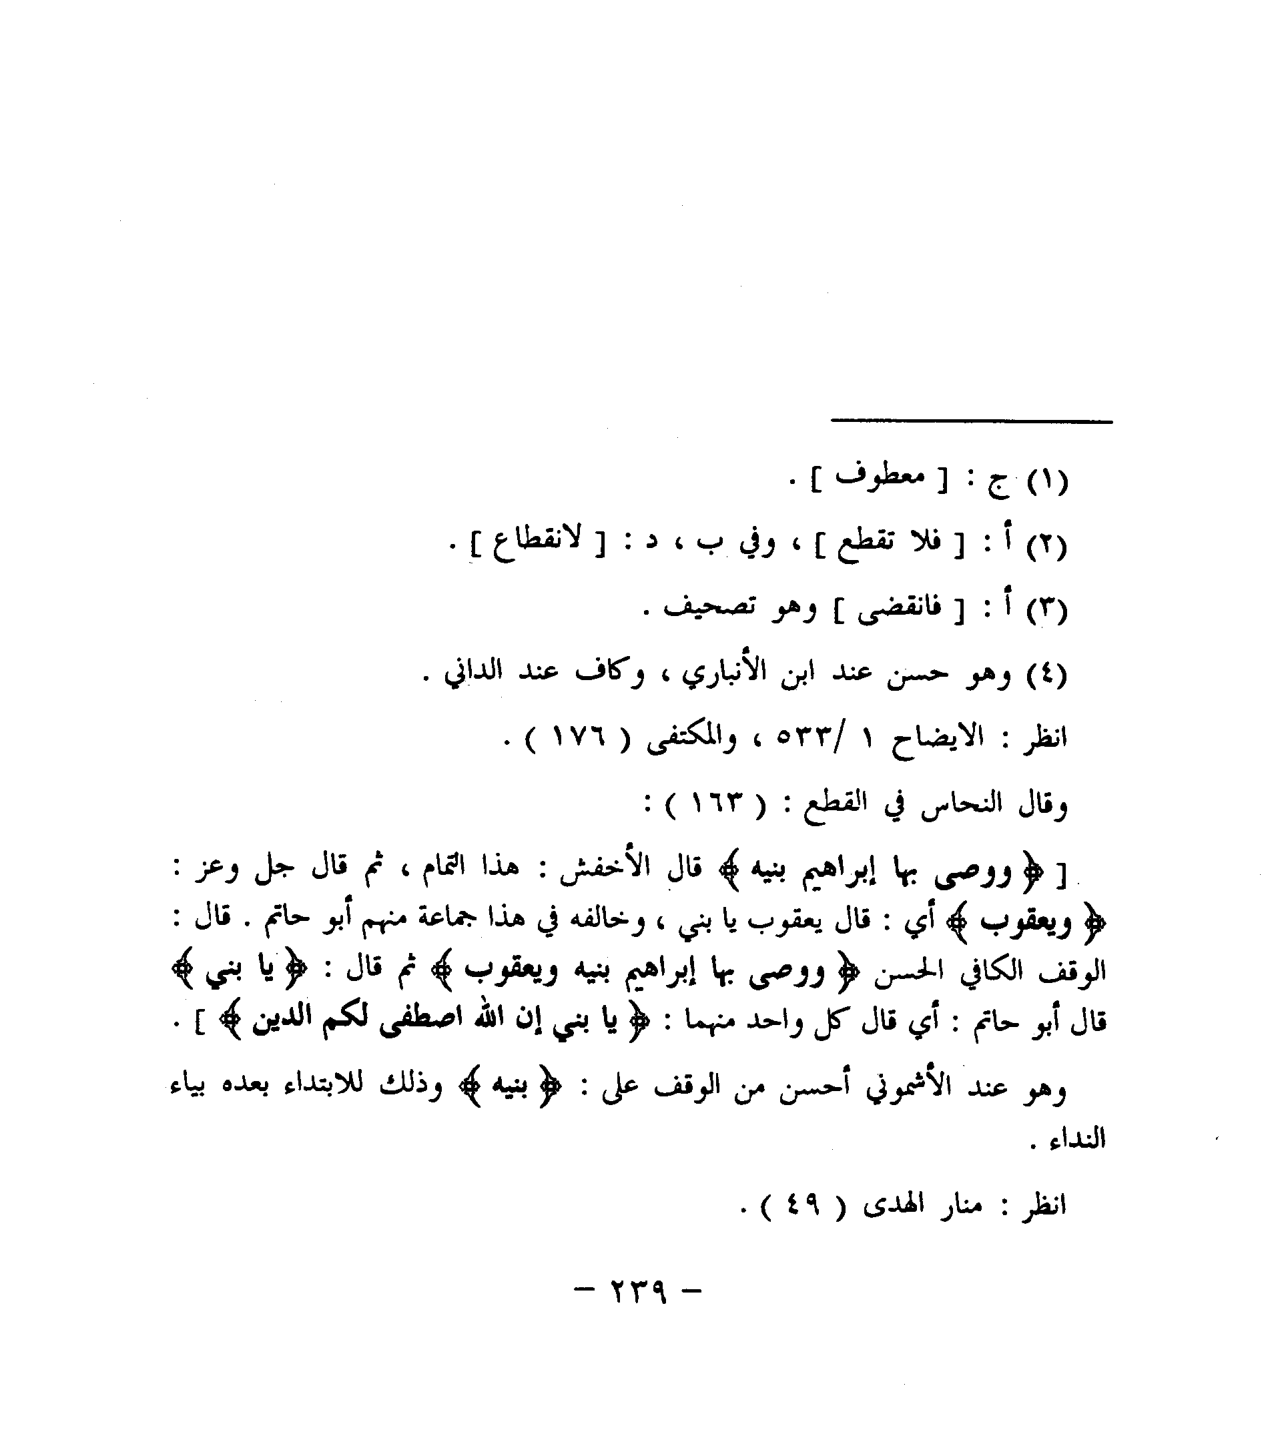 (١) ج : [ معطوف ] .
(٢) أ : [ فلا تقطع ] ، وفي ب ، د : [ لانقطاع ] .
(٣) أ : [ فانقضى ] وهو تصحيف .
(٤) وهو حسن عند ابن الأنباري ، وكاف عند الداني .
انظر : الايضاح ١ /٥٣٣ ، والمكتفى ( ١٧٦ ) .
وقال النحاس في القطع : ( ١٦٣ ) :
[ ﴿ ووصى بها إبراهيم بنيه ﴾ قال الأخفش : هذا التمام ، ثم قال جل وعز :
﴿ ويعقوب ﴾ أي : قال يعقوب يا بني ، وخالفه في هذا جماعة منهم أبو حاتم . قال :
الوقف الكافي الحسن ﴿ ووصى بها إبراهيم بنيه ويعقوب ﴾ ثم قال : ﴿ يا بني ﴾
قال أبو حاتم : أي قال كل واحد منهما : ﴿ يا بني إن الله اصطفى لكم الدين ﴾ ] .
وهو عند الأشموني أحسن من الوقف على : ﴿ بنيه ﴾ وذلك للابتداء بعده بياء
النداء .
انظر : منار الهدى ( ٤٩ ) .
– ٢٣٩ –